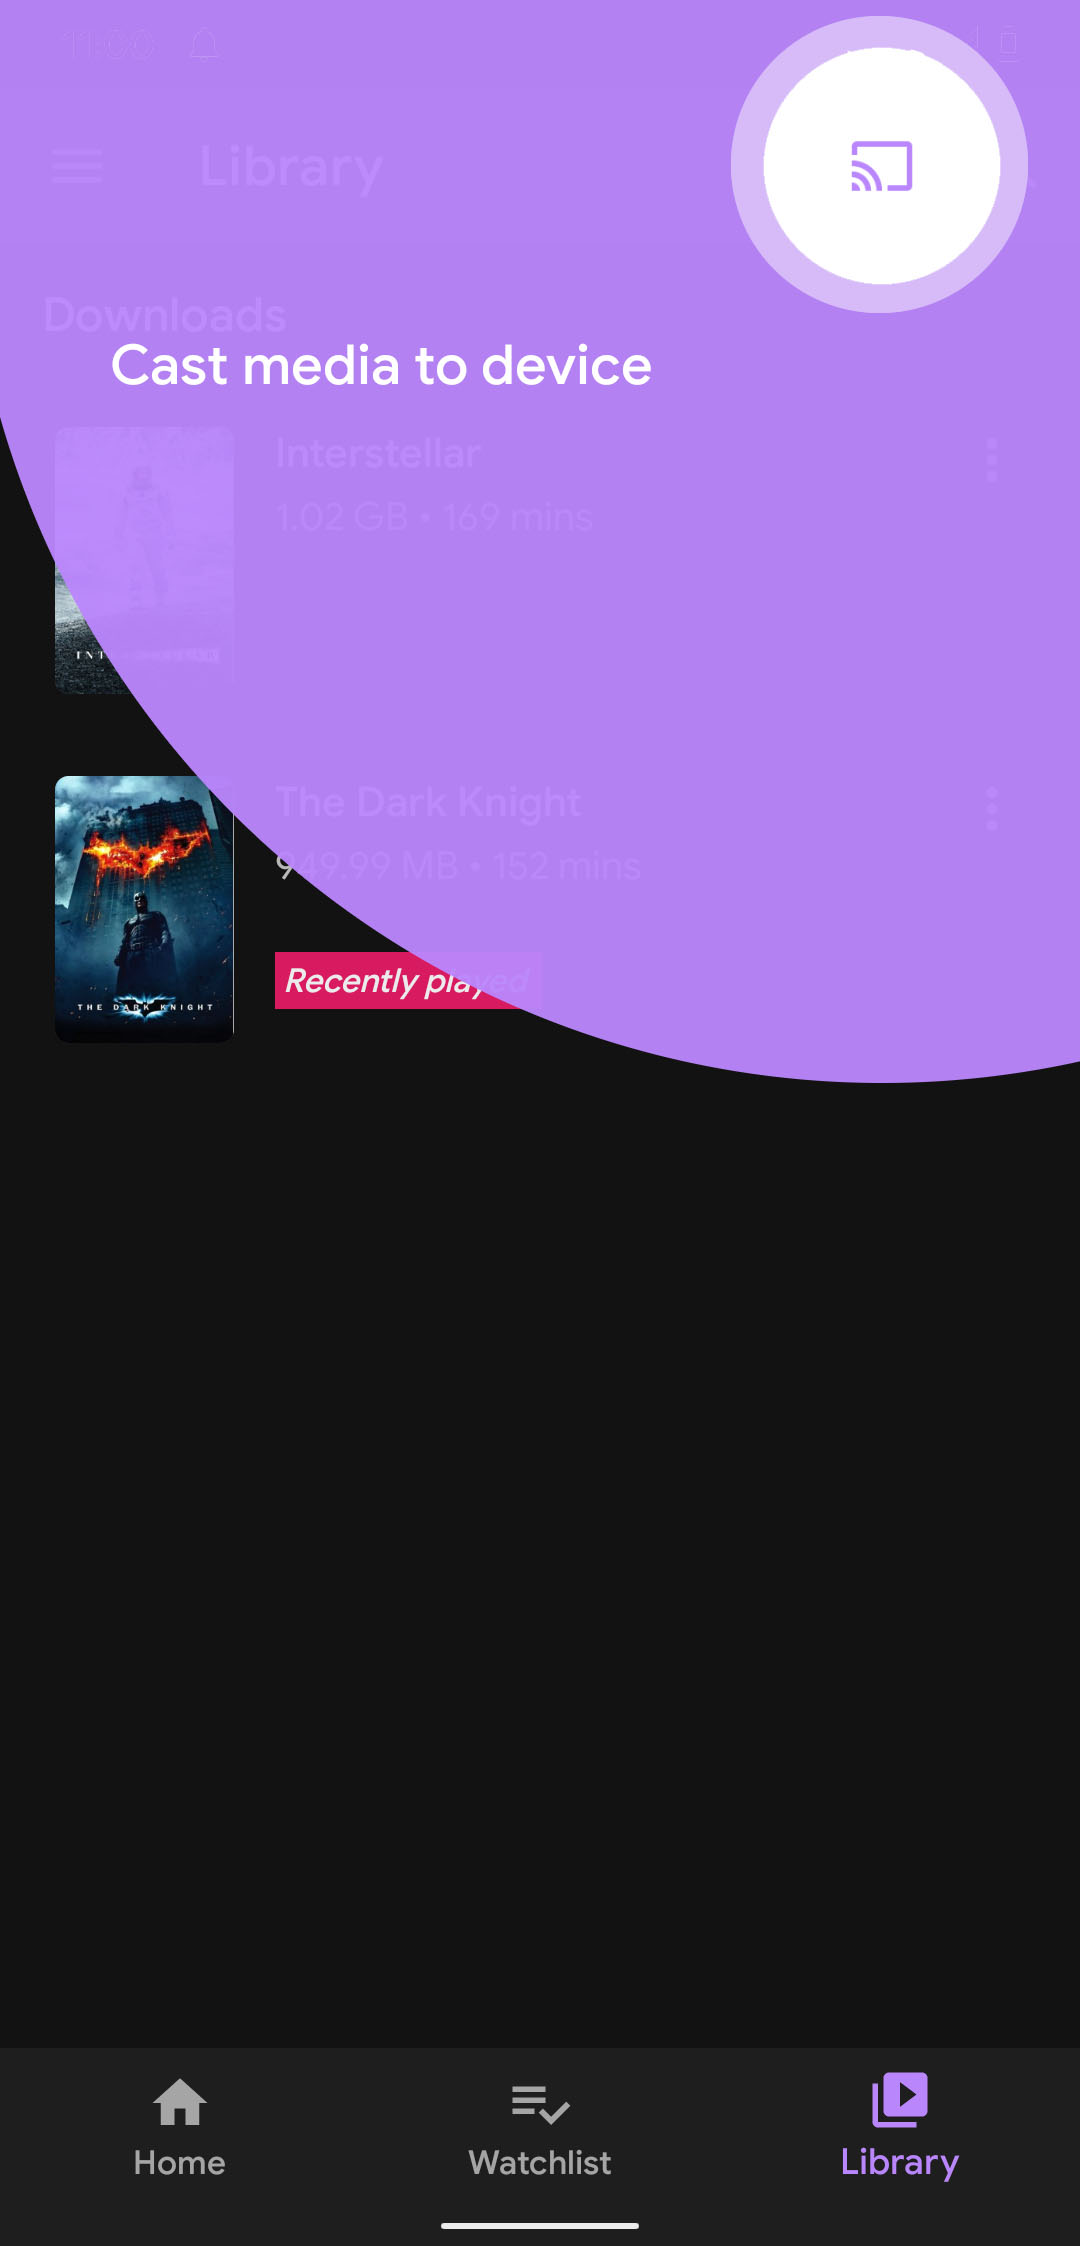 11:00
Library
Downloads
Cast media to device
Interstellar
1.02 GB • 169 mins
The Dark Knight
949.99 MB • 152 mins
THE DARK KNIGHT
Recently played
Home
Watchlist
Library